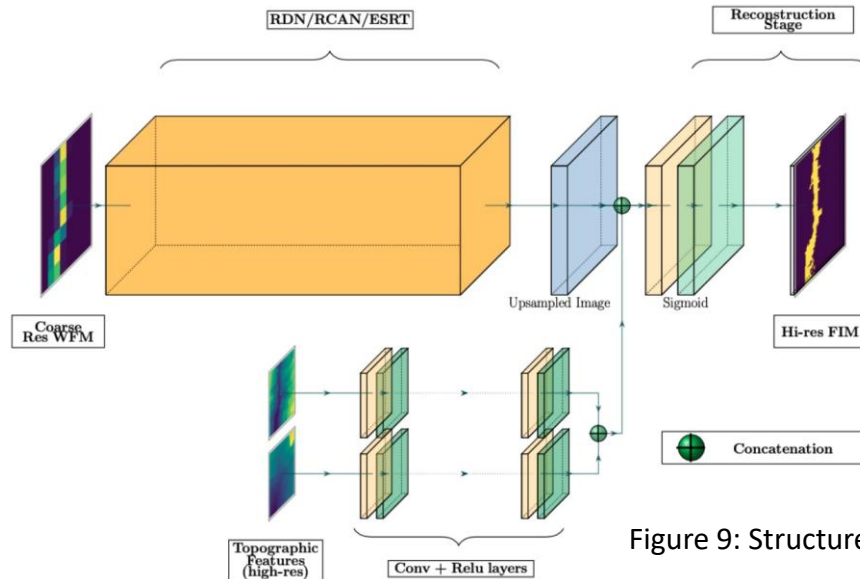 RDN/RCAN/ESRT
Reconstruction
Stage
Upsampled Image
Sigmoid
Coarse
Res WFM
Hi-res FIM
Concatenation
Topographic
Features
(high-res)
Conv + Relu layers
Figure 9: Structure